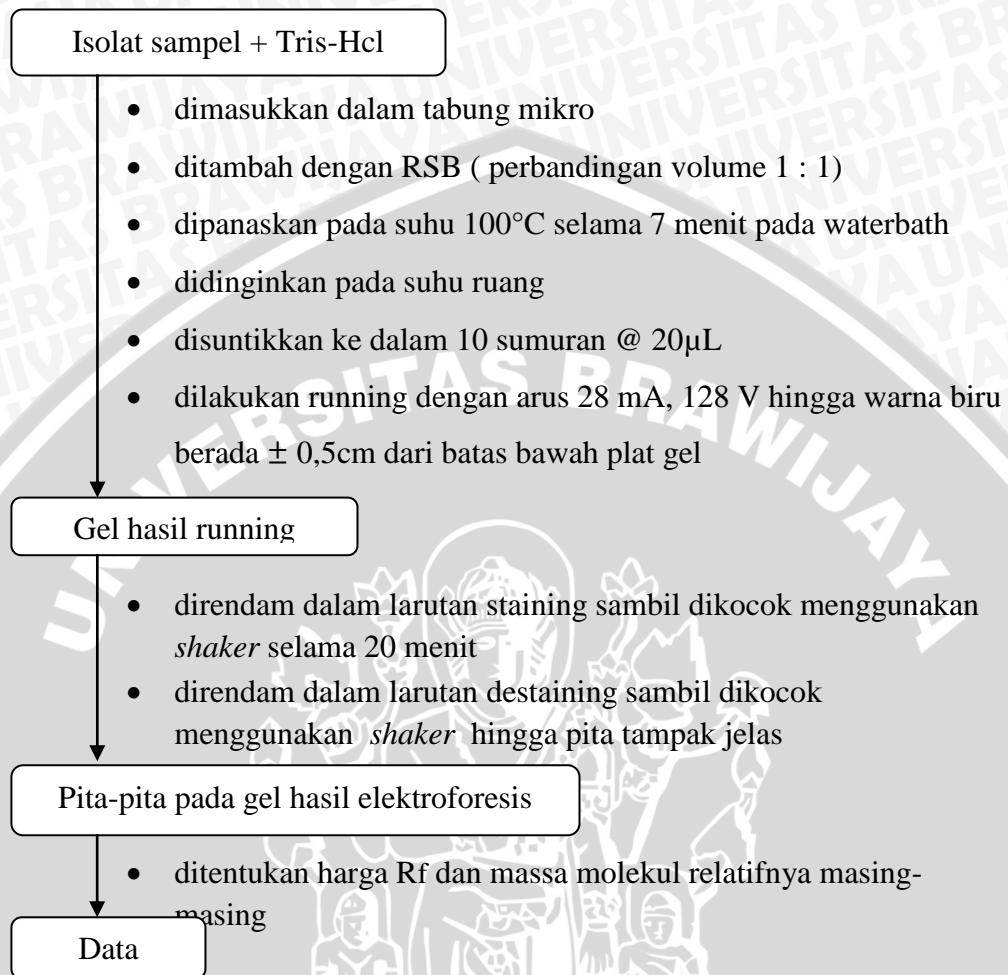 Isolat sampel + Tris-Hcl
• dimasukkan dalam tabung mikro
• ditambah dengan RSB ( perbandingan volume 1 : 1)
• dipanaskan pada suhu 100°C selama 7 menit pada waterbath
• didinginkan pada suhu ruang
• disuntikkan ke dalam 10 sumuran @ 20µL
• dilakukan running dengan arus 28 mA, 128 V hingga warna biru
berada ± 0,5cm dari batas bawah plat gel
Gel hasil running
• direndam dalam larutan staining sambil dikocok menggunakan
shaker selama 20 menit
• direndam dalam larutan destaining sambil dikocok
menggunakan shaker hingga pita tampak jelas
Pita-pita pada gel hasil elektroforesis
• ditentukan harga Rf dan massa molekul relatifnya masing-
masing
Data
UNIVERSITAS BRAWIJAYA